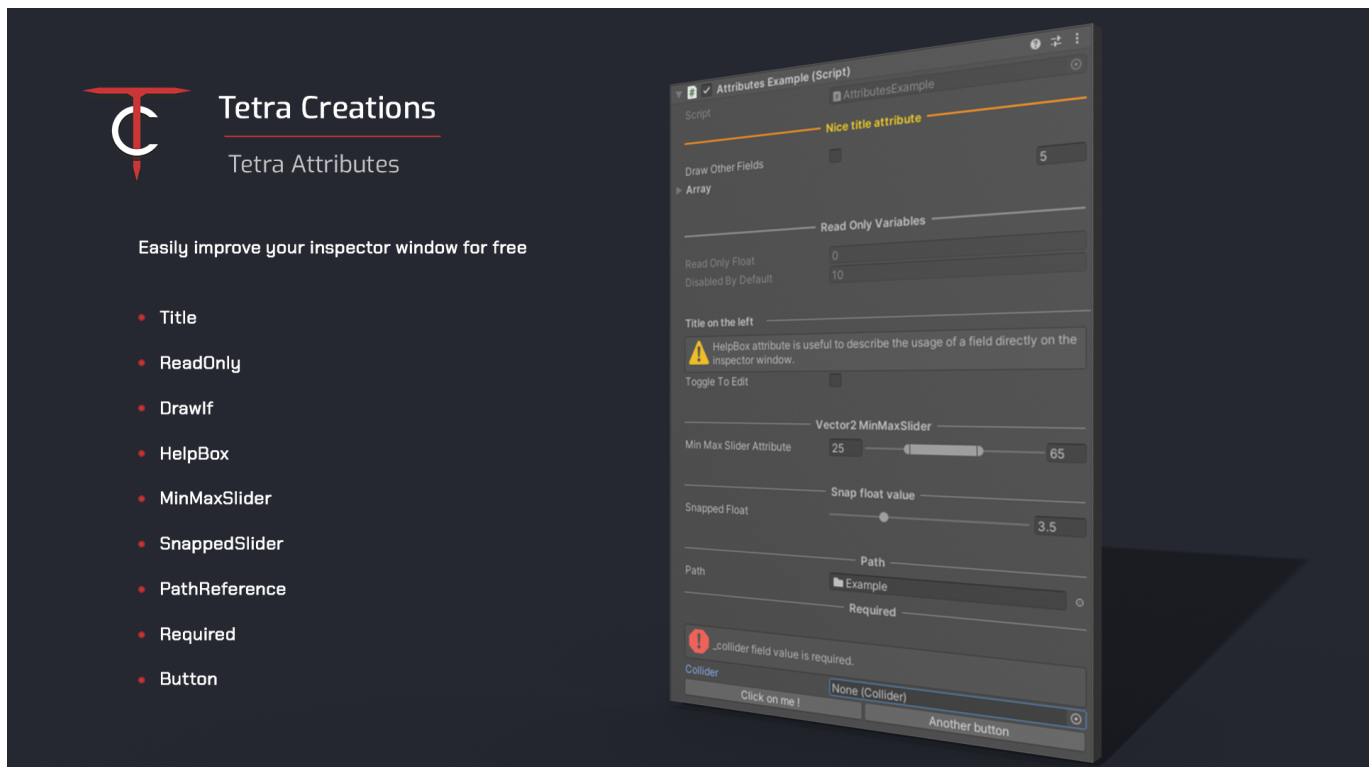 Tetra Creations
Tetra Attributes
Easily improve your inspector window for free
Title
ReadOnly
DrawIf
HelpBox
MinMaxSlider
SnappedSlider
PathReference
Required
Button
Attributes Example (Script)
Script
AttributesExample
Nice title attribute
Draw Other Fields
5
Array
Read Only Variables
Read Only Float
0
Disabled By Default
10
Title on the left
HelpBox attribute is useful to describe the usage of a field directly on the
inspector window.
Toggle To Edit
Vector2 MinMaxSlider
Min Max Slider Attribute
25
65
Snap float value
Snapped Float
3.5
Path
Path
Example
Required
_collider field value is required.
Collider
None (Collider)
Click on me !
Another button